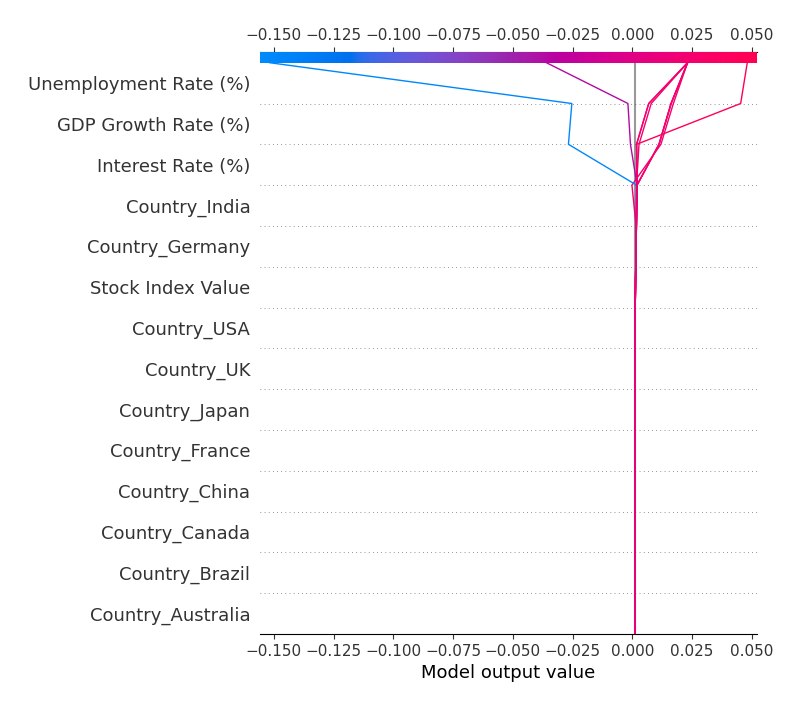 −0.150 −0.125 −0.100 −0.075 −0.050 −0.025 0.000 0.025 0.050
Unemployment Rate (%)
GDP Growth Rate (%)
Interest Rate (%)
Country_India
Country_Germany
Stock Index Value
Country_USA
Country_UK
Country_Japan
Country_France
Country_China
Country_Canada
Country_Brazil
Country_Australia
−0.150 −0.125 −0.100 −0.075 −0.050 −0.025 0.000 0.025 0.050
Model output value